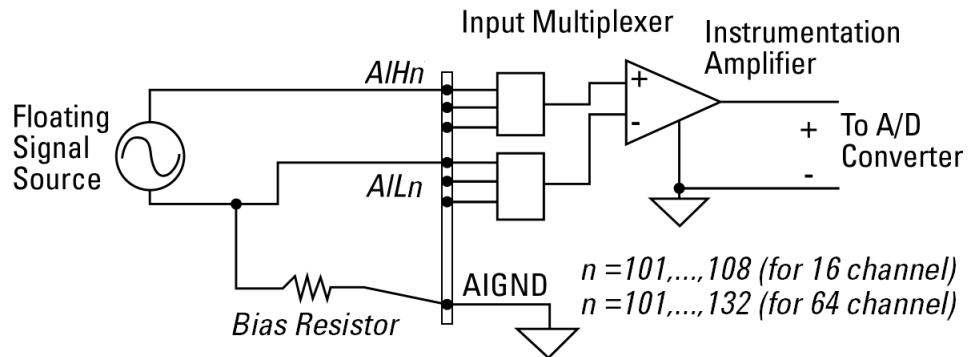 Input Multiplexer
Instrumentation
Amplifier
AIHn
Floating
Signal
Source
+
-
+
To A/D
Converter
-
AILn
AIGND
Bias Resistor
n =101,...,108 (for 16 channel)
n =101,...,132 (for 64 channel)